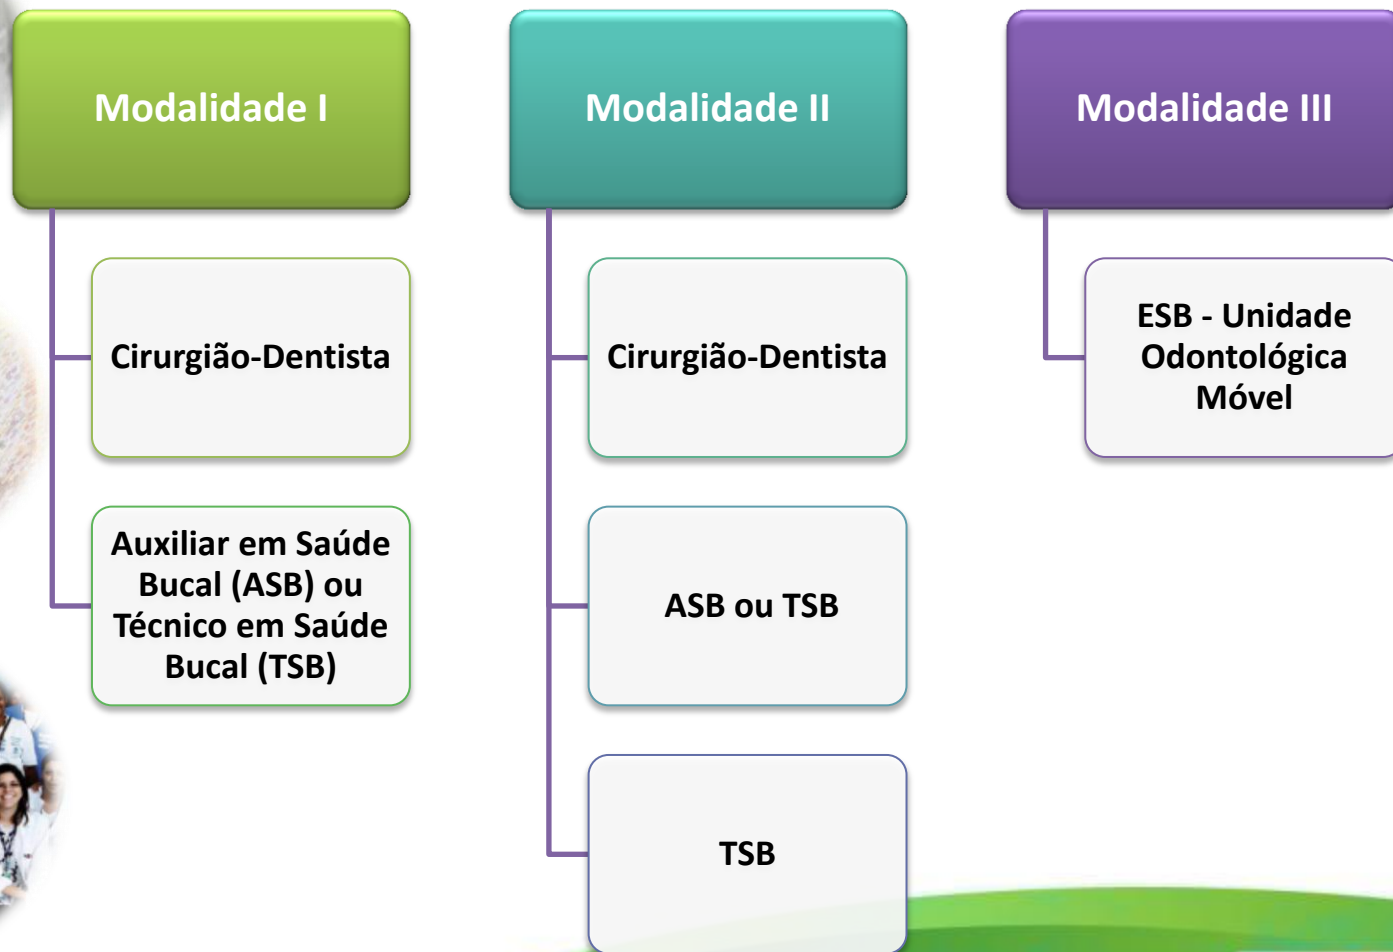 Modalidade I
Cirurgião-Dentista
Auxiliar em Saúde
Bucal (ASB) ou
Técnico em Saúde
Bucal (TSB)
Modalidade II
Cirurgião-Dentista
ASB ou TSB
TSB
Modalidade III
ESB - Unidade
Odontológica
Móvel